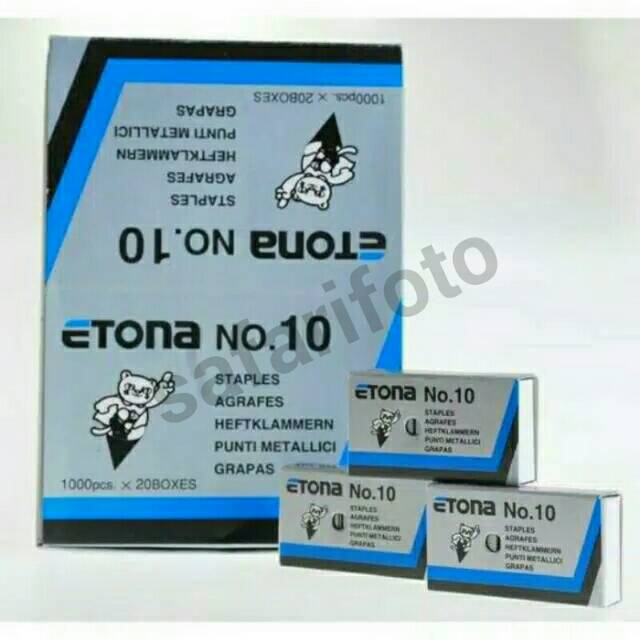 1000pcs. × 20BOXES
GRAPAS
PUNTI METALLICI
HEFTKLAMMERN
AGRAFES
STAPLES
ETONA NO.10
ETONA NO.10
STAPLES
AGRAFES
HEFTKLAMMERN
PUNTI METALLICI
GRAPAS
1000pcs. × 20BOXES
safarifoto
ETONA No.10
STAPLES
AGRAFES
HEFTKLAMMERN
PUNTI METALLICI
GRAPAS
ETONA No.10
STAPLES
AGRAFES
HEFTKLAMMERN
PUNTI METALLICI
GRAPAS
ETONA No.10
STAPLES
AGRAFES
HEFTKLAMMERN
PUNTI METALLICI
GRAPAS